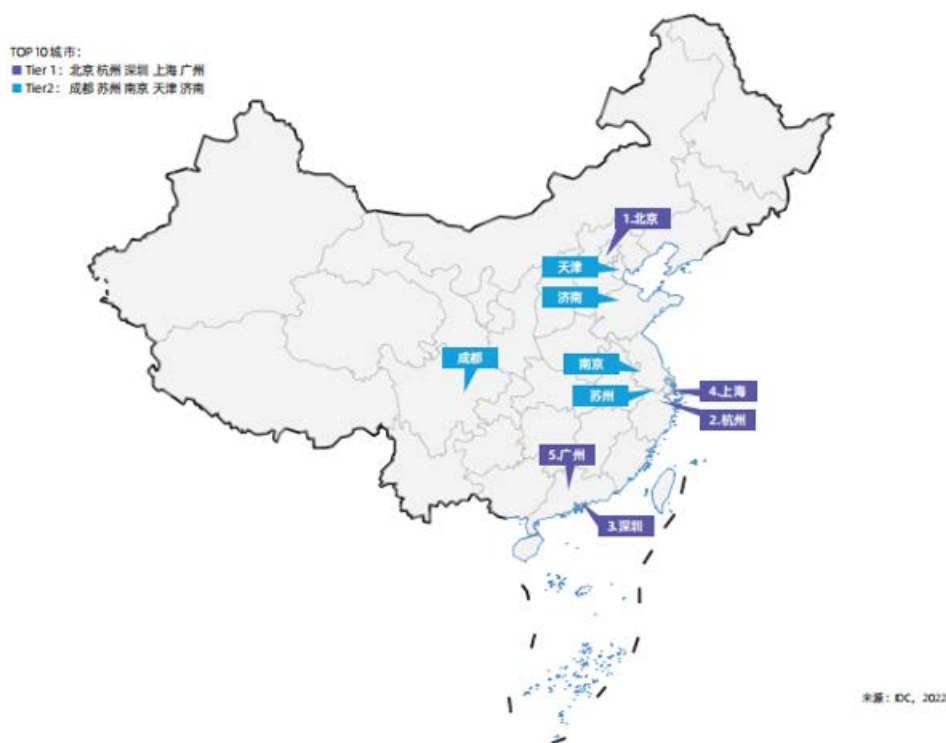 TOP 10 城市：
Tier 1： 北京 杭州 深圳 上海 广州
Tier2： 成都 苏州 南京 天津 济南
1.北京
天津
济南
成都
南京
苏州
4.上海
2.杭州
5.广州
3.深圳
来源：IDC，2022